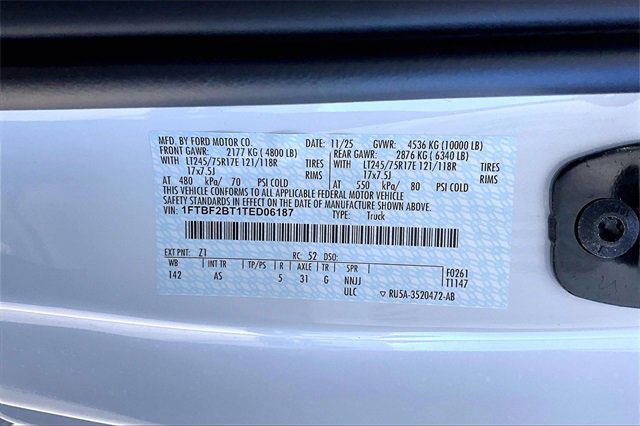 MFD. BY FORD MOTOR CO. 11/25 GVWR: 4536 KG (10000 LB)
FRONT GAWR: 2177 KG ( 4800 LB) REAR GAWR: 2876 KG ( 6340 LB)
WITH LT245/75R17E 121/118R TIRES WITH LT245/75R17E 121/118R TIRES
17x7.5J RIMS 17x7.5J RIMS
AT 480 kPa/ 70 PSI COLD AT 550 kPa/ 80 PSI COLD
THIS VEHICLE CONFORMS TO ALL APPLICABLE FEDERAL MOTOR VEHICLE
SAFETY STANDARDS IN EFFECT ON THE DATE OF MANUFACTURE SHOWN ABOVE.
VIN: 1FTBF2BT1TED06187 TYPE: Truck
EXT PNT: Z1 RC: 52 DSO: F0261
WB INT TR TP/PS R AXLE TR SPR T1147
142 AS 5 31 G NNJJ
ULC ▽ RU5A-3520472-AB